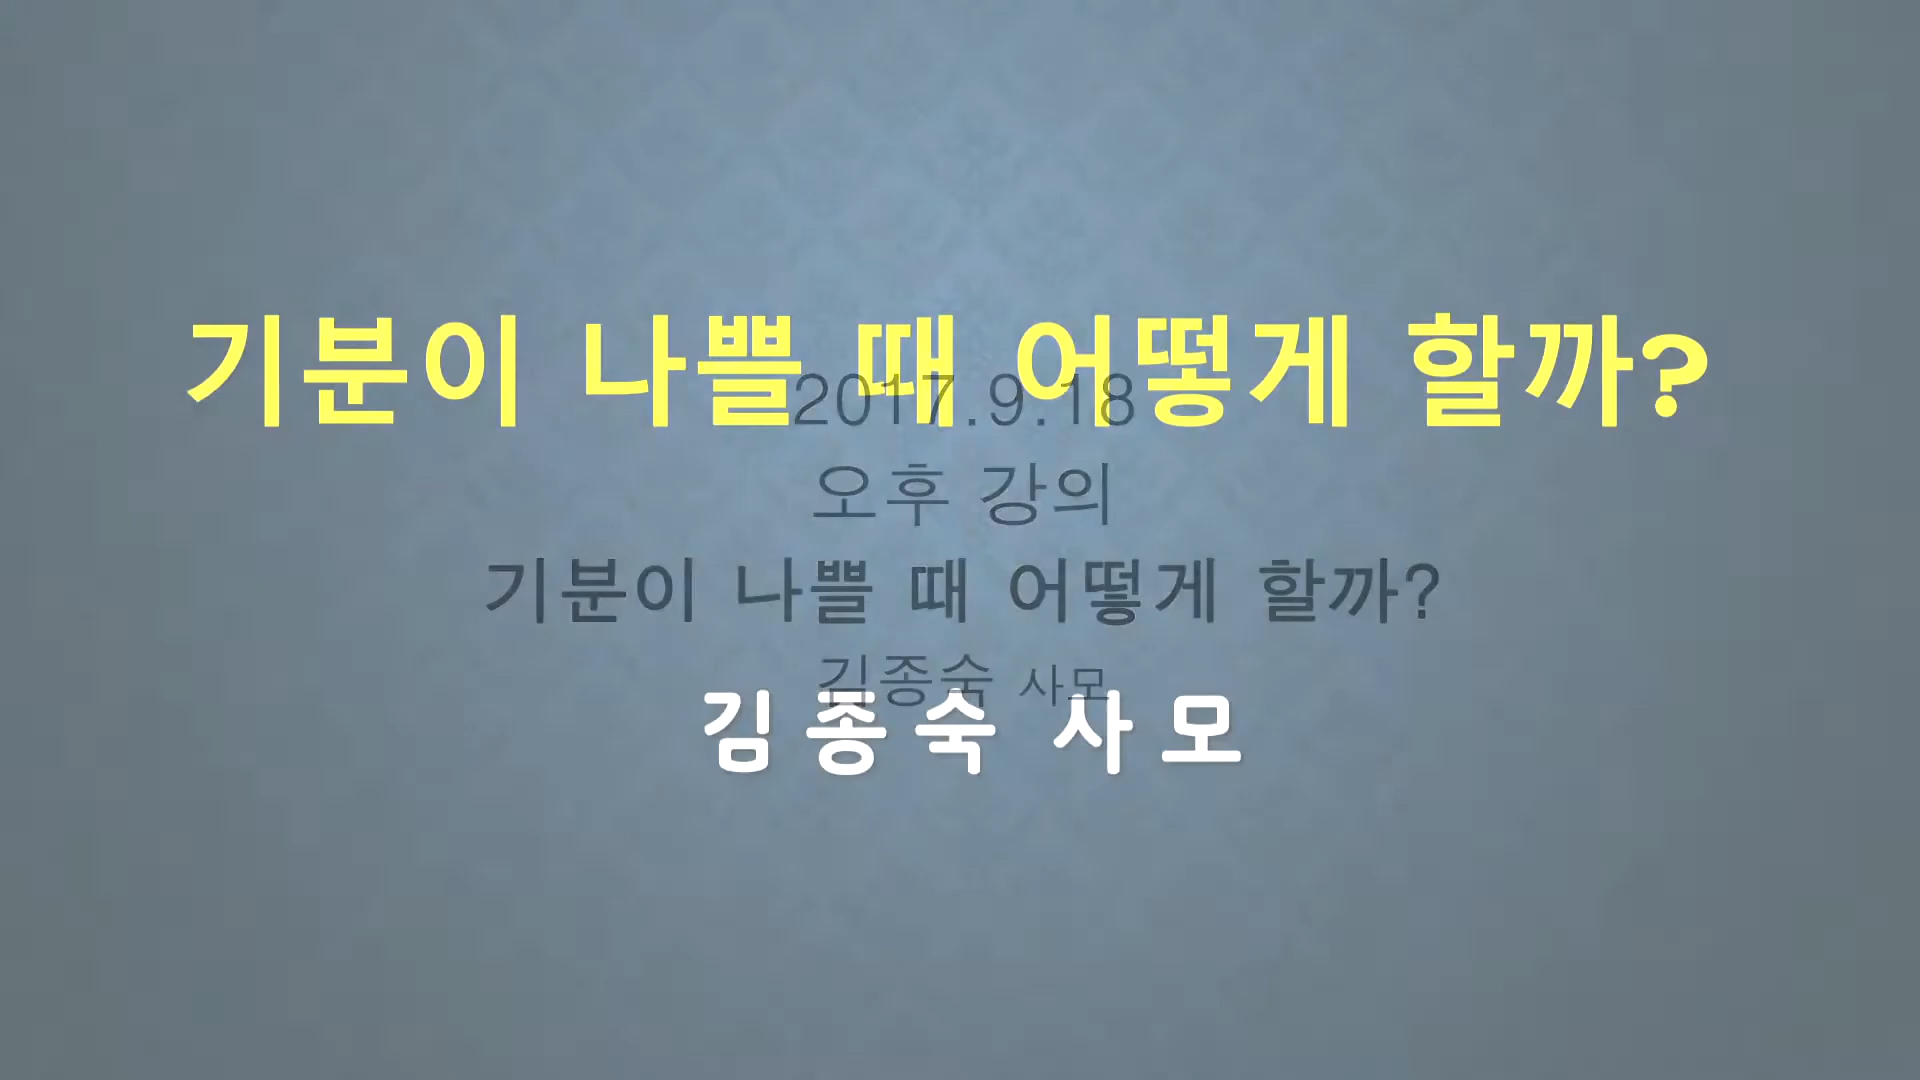 기분이 나쁠 때 어떻게 할까?
2017.9.18
오후 강의
기분이 나쁠 때 어떻게 할까?
김종숙 사모
김종숙 사모